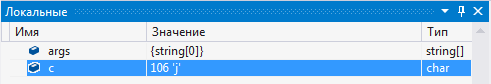 Локальные
Имя Значение Тип
args {string[0]} string[]
c 106 'j' char